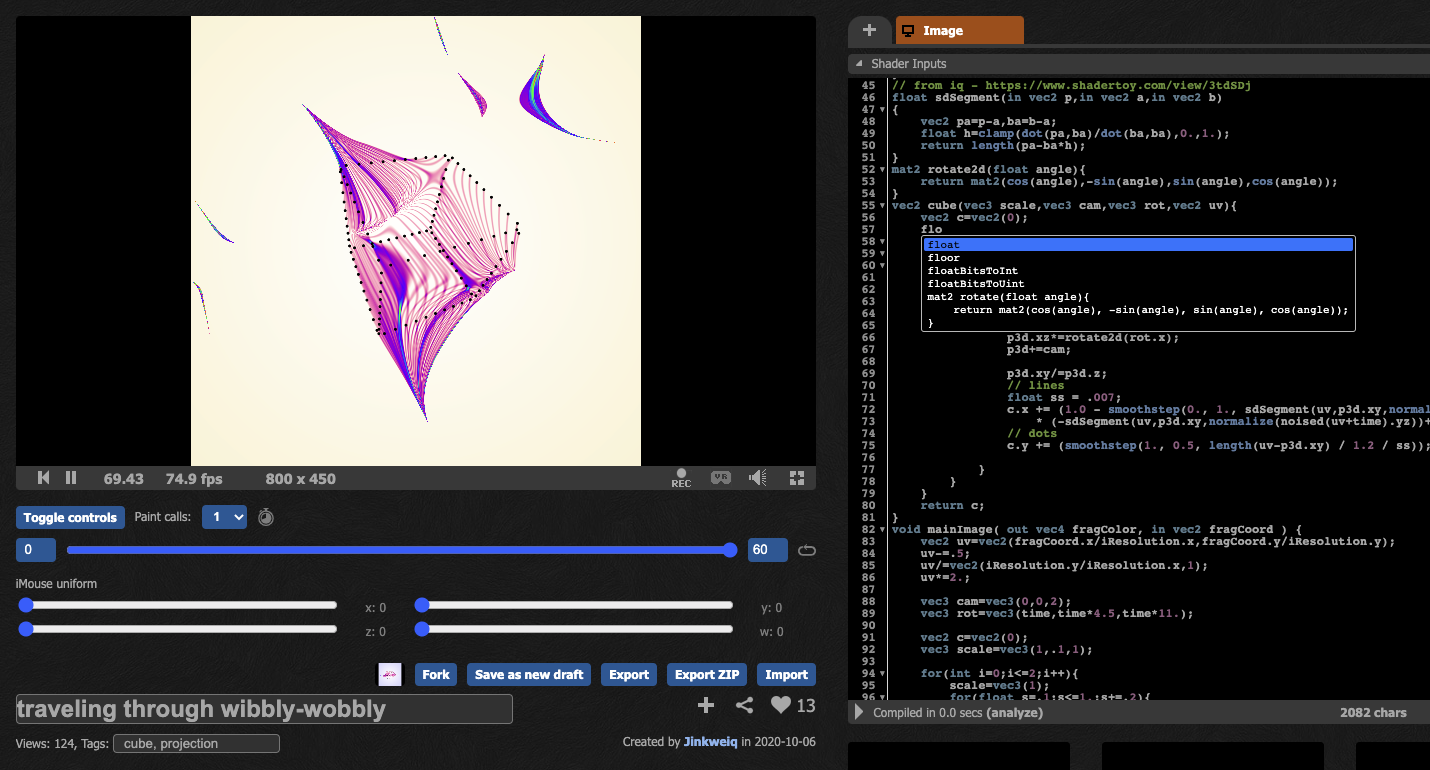 69.43 74.9 fps 800 x 450 REC VR
Toggle controls Paint calls: 1
0 60
iMouse uniform
x: 0 y: 0
z: 0 w: 0
Fork Save as new draft Export Export ZIP Import
traveling through wibbly-wobbly 13
Views: 124, Tags: cube, projection Created by Jinkweiq in 2020-10-06
+ Image
Shader Inputs
45 // from iq - https://www.shadertoy.com/view/3tdSDj
46 float sdSegment(in vec2 p,in vec2 a,in vec2 b)
47 {
48 vec2 pa=p-a,ba=b-a;
49 float h=clamp(dot(pa,ba)/dot(ba,ba),0.,1.);
50 return length(pa-ba*h);
51 }
52 mat2 rotate2d(float angle){
53 return mat2(cos(angle),-sin(angle),sin(angle),cos(angle));
54 }
55 vec2 cube(vec3 scale,vec3 cam,vec3 rot,vec2 uv){
56 vec2 c=vec2(0);
57 flo
58 float
59 floor
60 floatBitsToInt
61 floatBitsToUint
62 mat2 rotate(float angle){
63 return mat2(cos(angle), -sin(angle), sin(angle), cos(angle));
64 }
65
66 p3d.xz*=rotate2d(rot.x);
67 p3d+=cam;
68
69 p3d.xy/=p3d.z;
70 // lines
71 float ss = .007;
72 c.x += (1.0 - smoothstep(0., 1., sdSegment(uv,p3d.xy,normal
73 * (-sdSegment(uv,p3d.xy,normalize(noised(uv+time).yz))+
74 // dots
75 c.y += (smoothstep(1., 0.5, length(uv-p3d.xy) / 1.2 / ss));
76
77 }
78 }
79 }
80 return c;
81 }
82 void mainImage( out vec4 fragColor, in vec2 fragCoord ) {
83 vec2 uv=vec2(fragCoord.x/iResolution.x,fragCoord.y/iResolution.y);
84 uv-=.5;
85 uv/=vec2(iResolution.y/iResolution.x,1);
86 uv*=2.;
87
88 vec3 cam=vec3(0,0,2);
89 vec3 rot=vec3(time,time*4.5,time*11.);
90
91 vec2 c=vec2(0);
92 vec3 scale=vec3(1,.1,1);
93
94 for(int i=0;i<=2;i++){
95 scale=vec3(1);
96 for(float s=.1;s<=1.;s+=.2){
Compiled in 0.0 secs (analyze) 2082 chars